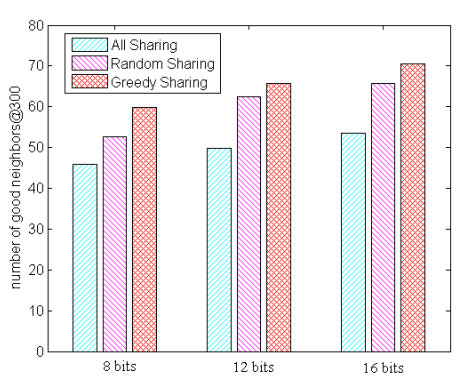 All Sharing
Random Sharing
Greedy Sharing
number of good neighbors@300
80
70
60
50
40
30
20
10
0
8 bits
12 bits
16 bits